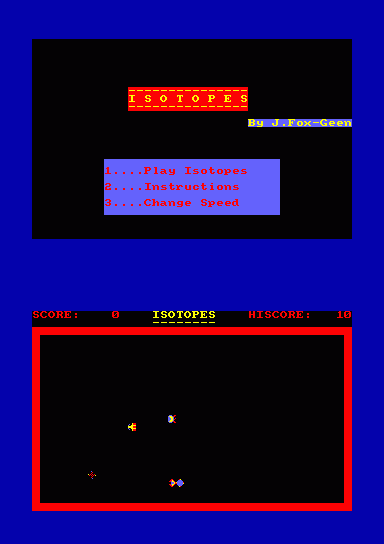 I S O T O P E S
By J.Fox-Geen
1....Play Isotopes
2....Instructions
3....Change Speed
SCORE: 0 ISOTOPES HISCORE: 10